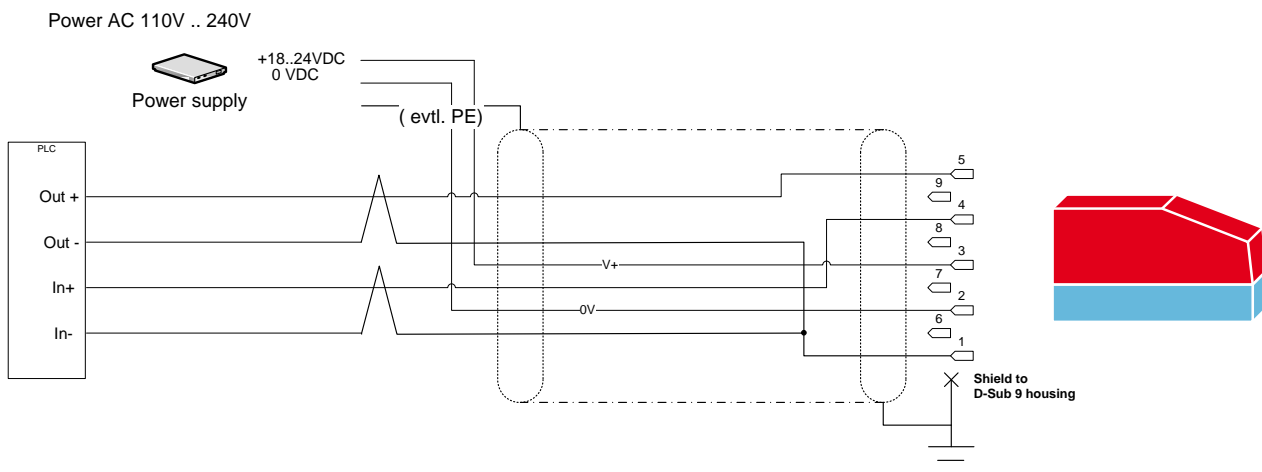 Power AC 110V .. 240V
+18..24VDC
0 VDC
Power supply
( evtl. PE)
PLC
Out +
Out -
In+
In-
V+
0V
5
9
4
8
3
7
2
6
1
Shield to
D-Sub 9 housing